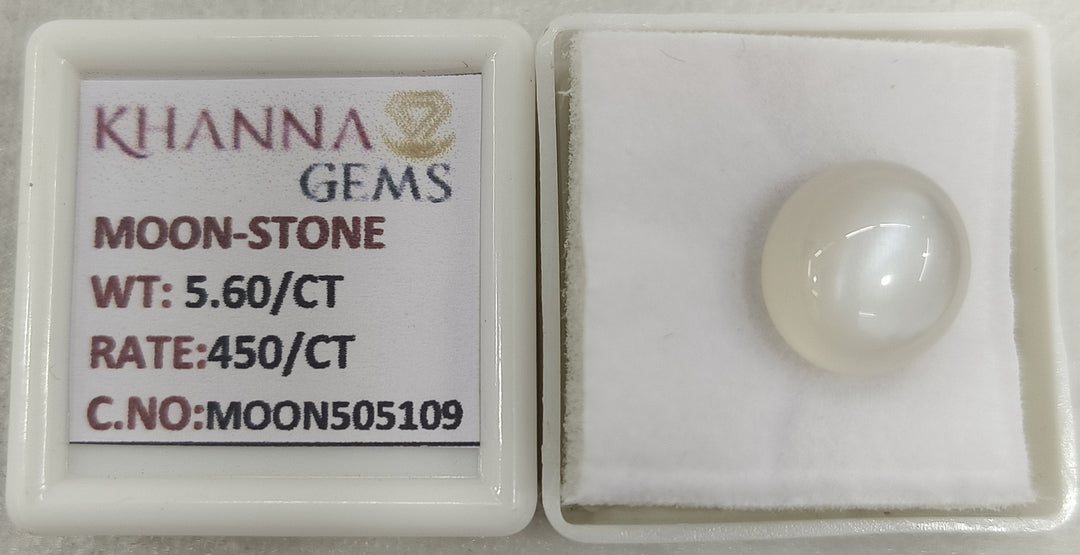 KHANNA
GEMS
MOON-STONE
WT: 5.60/CT
RATE:450/CT
C.NO:MOON505109